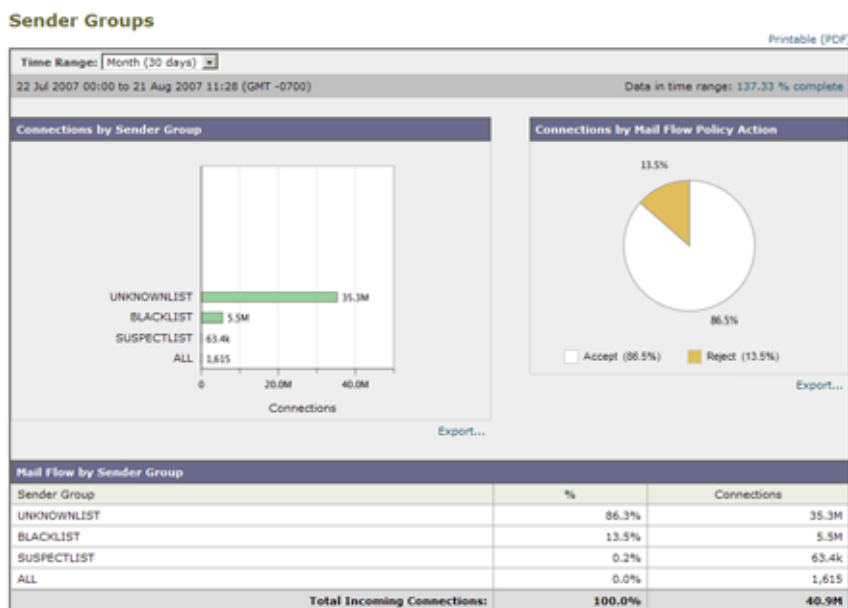 Sender Groups
Printable (PDF)
Time Range: Month (30 days)
22 Jul 2007 00:00 to 21 Aug 2007 11:28 (GMT -0700)
Data in time range: 137.33 % complete
Connections by Sender Group
UNKNOWNLIST 35.3M
BLACKLIST 5.5M
SUSPECTLIST 63.4k
ALL 1,615
0 20.0M 40.0M
Connections
Export...
Connections by Mail Flow Policy Action
13.5%
86.5%
Accept (86.5%) Reject (13.5%)
Export...
Mail Flow by Sender Group
Sender Group % Connections
UNKNOWNLIST 86.3% 35.3M
BLACKLIST 13.5% 5.5M
SUSPECTLIST 0.2% 63.4k
ALL 0.0% 1,615
Total Incoming Connections: 100.0% 40.9M